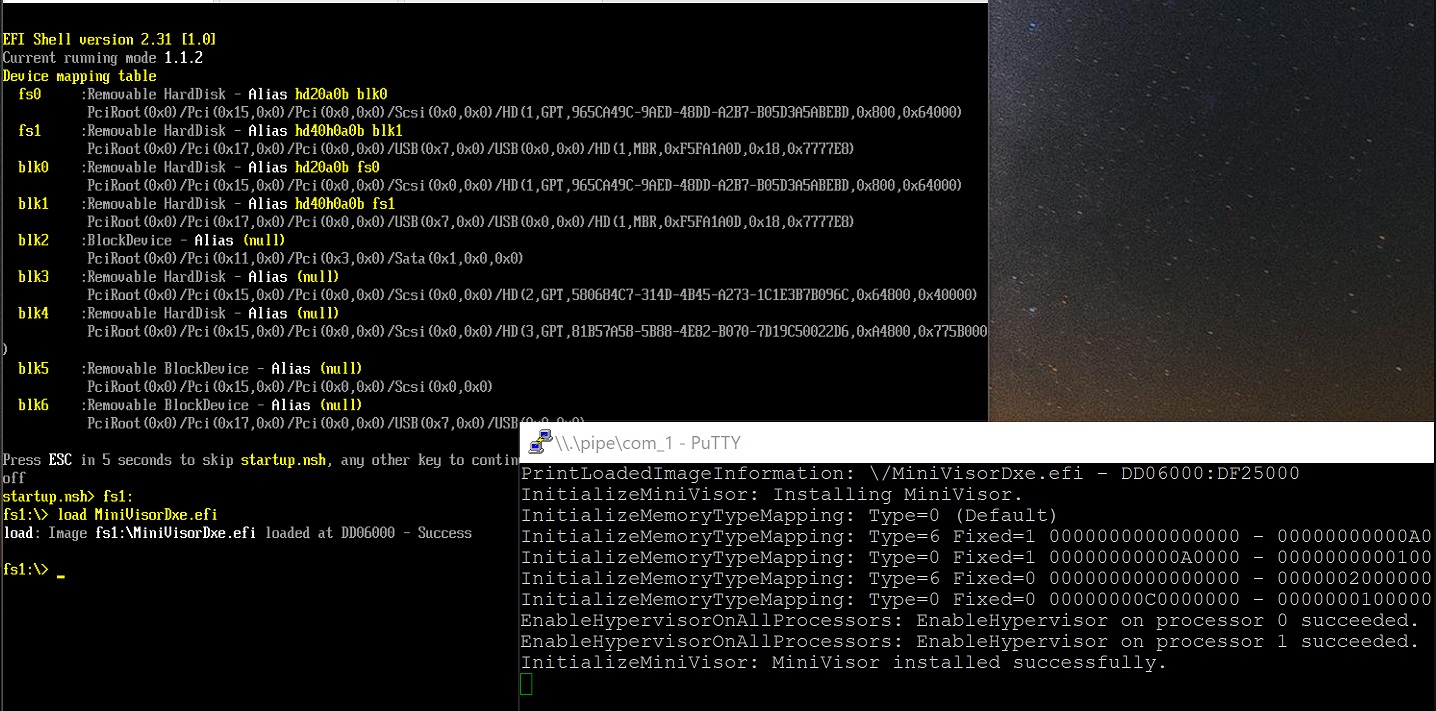 EFI Shell version 2.31 [1.0]
Current running mode 1.1.2
Device mapping table
fs0 :Removable HardDisk - Alias hd20a0b blk0
PciRoot(0x0)/Pci(0x15,0x0)/Pci(0x0,0x0)/Scsi(0x0,0x0)/HD(1,GPT,965CA49C-9AED-48DD-A2B7-B05D3A5ABEBD,0x800,0x64000)
fs1 :Removable HardDisk - Alias hd40h0a0b blk1
PciRoot(0x0)/Pci(0x17,0x0)/Pci(0x0,0x0)/USB(0x7,0x0)/USB(0x0,0x0)/HD(1,MBR,0xF5FA1A0D,0x18,0x7777E8)
blk0 :Removable HardDisk - Alias hd20a0b fs0
PciRoot(0x0)/Pci(0x15,0x0)/Pci(0x0,0x0)/Scsi(0x0,0x0)/HD(1,GPT,965CA49C-9AED-48DD-A2B7-B05D3A5ABEBD,0x800,0x64000)
blk1 :Removable HardDisk - Alias hd40h0a0b fs1
PciRoot(0x0)/Pci(0x17,0x0)/Pci(0x0,0x0)/USB(0x7,0x0)/USB(0x0,0x0)/HD(1,MBR,0xF5FA1A0D,0x18,0x7777E8)
blk2 :BlockDevice - Alias (null)
PciRoot(0x0)/Pci(0x11,0x0)/Pci(0x3,0x0)/Sata(0x1,0x0,0x0)
blk3 :Removable HardDisk - Alias (null)
PciRoot(0x0)/Pci(0x15,0x0)/Pci(0x0,0x0)/Scsi(0x0,0x0)/HD(2,GPT,580684C7-314D-4B45-A273-1C1E3B7B096C,0x64800,0x40000)
blk4 :Removable HardDisk - Alias (null)
PciRoot(0x0)/Pci(0x15,0x0)/Pci(0x0,0x0)/Scsi(0x0,0x0)/HD(3,GPT,81B57A58-5B88-4E82-B070-7D19C50022D6,0xA4800,0x775B000
)
blk5 :Removable BlockDevice - Alias (null)
PciRoot(0x0)/Pci(0x15,0x0)/Pci(0x0,0x0)/Scsi(0x0,0x0)
blk6 :Removable BlockDevice - Alias (null)
PciRoot(0x0)/Pci(0x17,0x0)/Pci(0x0,0x0)/USB(0x7,0x0)/USB(0x0,0x0)
Press ESC in 5 seconds to skip startup.nsh, any other key to contin
off
startup.nsh> fs1:
fs1:\> load MiniVisorDxe.efi
load: Image fs1:\MiniVisorDxe.efi loaded at DD06000 - Success
fs1:\> _
\\.\pipe\com_1 - PuTTY
PrintLoadedImageInformation: \/MiniVisorDxe.efi - DD06000:DF25000
InitializeMiniVisor: Installing MiniVisor.
InitializeMemoryTypeMapping: Type=0 (Default)
InitializeMemoryTypeMapping: Type=6 Fixed=1 0000000000000000 - 00000000000A0
InitializeMemoryTypeMapping: Type=0 Fixed=1 00000000000A0000 - 0000000000100
InitializeMemoryTypeMapping: Type=6 Fixed=0 0000000000000000 - 0000002000000
InitializeMemoryTypeMapping: Type=0 Fixed=0 00000000C0000000 - 0000000100000
EnableHypervisorOnAllProcessors: EnableHypervisor on processor 0 succeeded.
EnableHypervisorOnAllProcessors: EnableHypervisor on processor 1 succeeded.
InitializeMiniVisor: MiniVisor installed successfully.